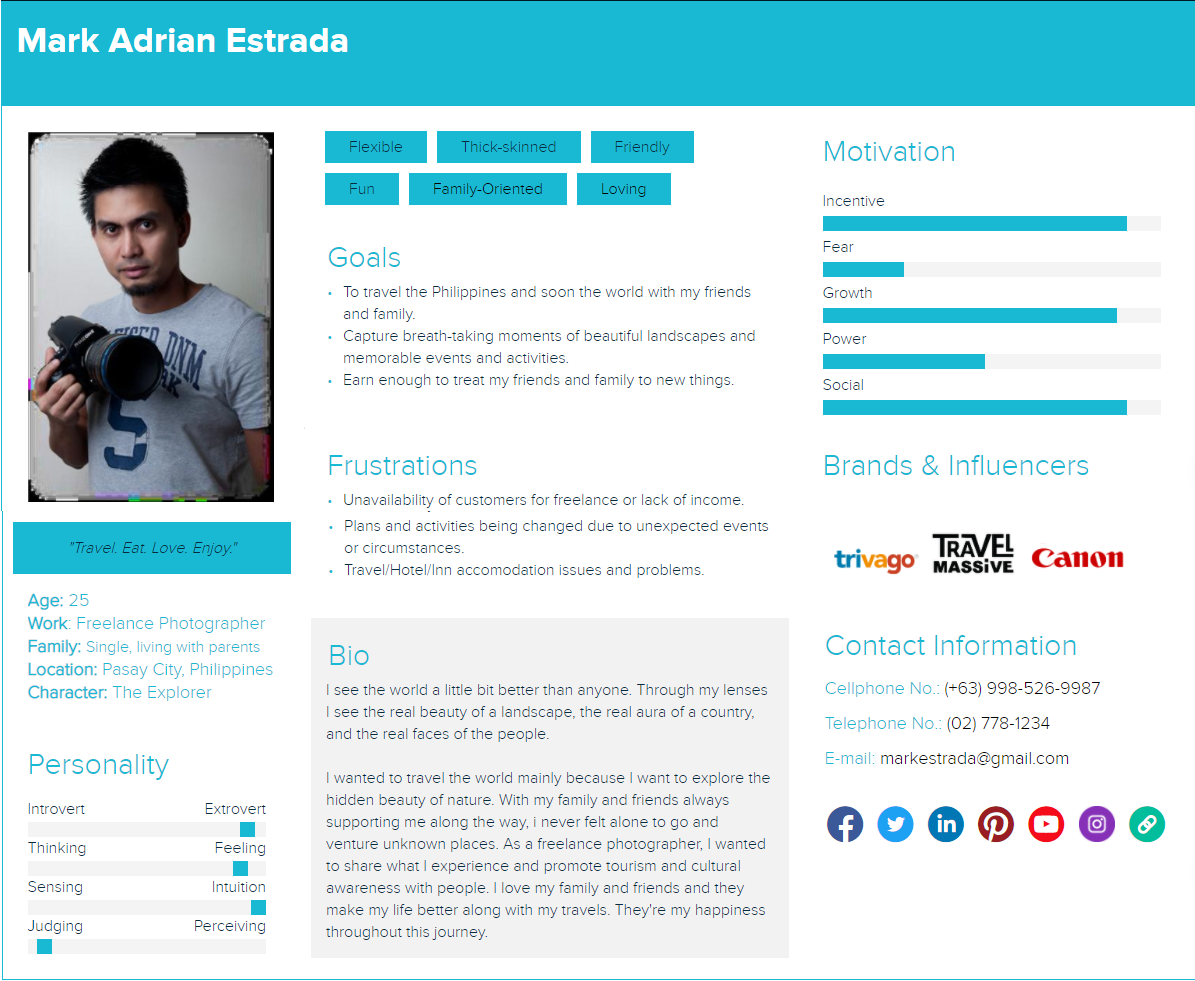 Mark Adrian Estrada
Flexible
Thick-skinned
Friendly
Fun
Family-Oriented
Loving
Goals
• To travel the Philippines and soon the world with my friends
and family.
• Capture breath-taking moments of beautiful landscapes and
memorable events and activities.
• Earn enough to treat my friends and family to new things.
Frustrations
• Unavailability of customers for freelance or lack of income.
• Plans and activities being changed due to unexpected events
or circumstances.
• Travel/Hotel/Inn accomodation issues and problems.
"Travel. Eat. Love. Enjoy."
Age: 25
Work: Freelance Photographer
Family: Single, living with parents
Location: Pasay City, Philippines
Character: The Explorer
Personality
Introvert Extrovert
Thinking Feeling
Sensing Intuition
Judging Perceiving
Bio
I see the world a little bit better than anyone. Through my lenses
I see the real beauty of a landscape, the real aura of a country,
and the real faces of the people.
I wanted to travel the world mainly because I want to explore the
hidden beauty of nature. With my family and friends always
supporting me along the way, i never felt alone to go and
venture unknown places. As a freelance photographer, I wanted
to share what I experience and promote tourism and cultural
awareness with people. I love my family and friends and they
make my life better along with my travels. They're my happiness
throughout this journey.
Motivation
Incentive
Fear
Growth
Power
Social
Brands & Influencers
trivago
TRAVEL
MASSiVE
Canon
Contact Information
Cellphone No.: (+63) 998-526-9987
Telephone No.: (02) 778-1234
E-mail: markestrada@gmail.com
DNM
5